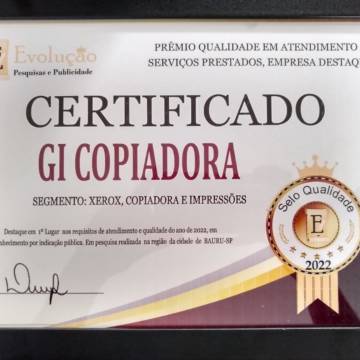 E Evolução
Pesquisas e Publicidade
PRÊMIO QUALIDADE EM ATENDIMENTO
SERVIÇOS PRESTADOS, EMPRESA DESTAQ
CERTIFICADO
GI COPIADORA
SEGMENTO: XEROX, COPIADORA E IMPRESSÕES
Destaque em 1º Lugar nos requisitos de atendimento e qualidade do ano de 2022, em
nhecimento por indicação pública. Em pesquisa realizada na região da cidade de BAURU-SP
Selo Qualidade
E
2022